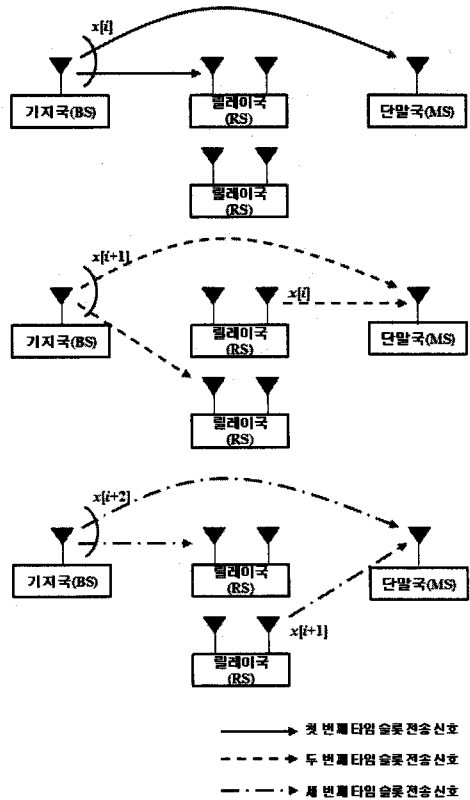 x[i]
기지국(BS)
릴레이국
(RS)
단말국(MS)
릴레이국
(RS)
x[i+1]
x[i]
기지국(BS)
릴레이국
(RS)
단말국(MS)
릴레이국
(RS)
x[i+2]
기지국(BS)
릴레이국
(RS)
단말국(MS)
릴레이국
(RS)
x[i+1]
첫 번째 타임 슬롯 전송 신호
두 번째 타임 슬롯 전송 신호
세 번째 타임 슬롯 전송 신호